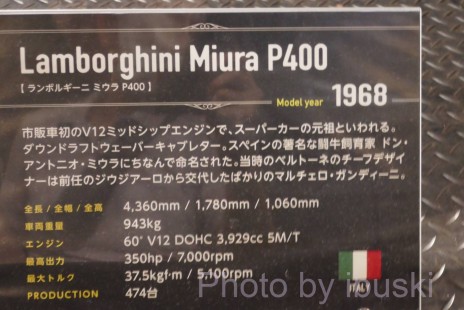 Lamborghini Miura P400
【 ランボルギーニ ミウラ P400 】
Model year 1968
市販車初のV12ミッドシップエンジンで、スーパーカーの元祖といわれる。
ダウンドラフトウェーバーキャブレター。スペインの著名な闘牛飼育家 ドン・
アントニオ・ミウラにちなんで命名された。当時のベルトーネのチーフデザイ
ナーは前任のジウジアーロから交代したばかりのマルチェロ・ガンディーニ。
全長 / 全幅 / 全高 4,360mm / 1,780mm / 1,060mm
車両重量 943kg
エンジン 60° V12 DOHC 3,929cc 5M/T
最高出力 350hp / 7,000rpm
最大トルク 37.5kgf·m / 5,100rpm
PRODUCTION 474台
ITALY
Photo by ibuski